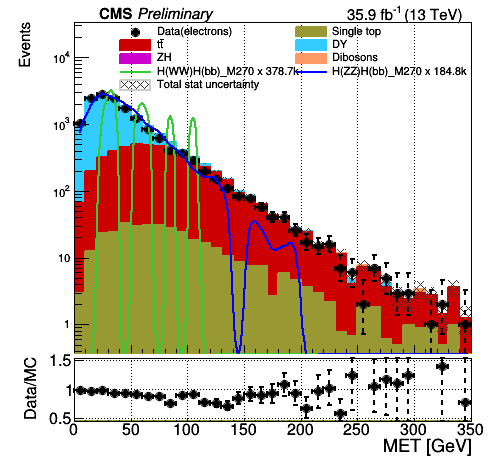 CMS Preliminary 35.9 fb⁻¹ (13 TeV)
Data(electrons) Single top
tt̄ DY
ZH Dibosons
H(WW)H(bb)_M270 x 378.7k H(ZZ)H(bb)_M270 x 184.8k
Total stat uncertainty
Events
10⁴
10³
10²
10
1
Data/MC
1.5
1
0.5
0 50 100 150 200 250 300 350
MET [GeV]